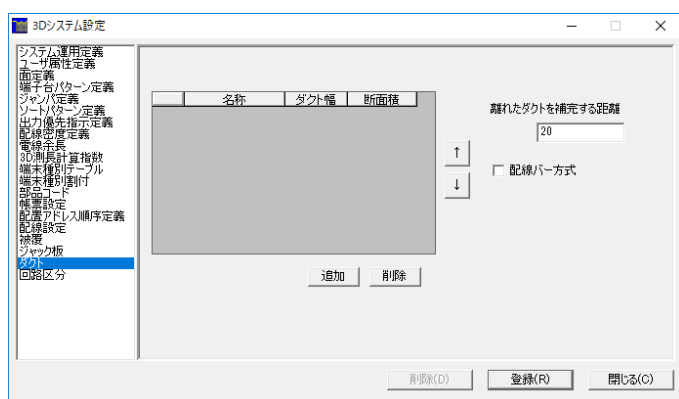 3Dシステム設定
システム運用定義
ユーザ属性定義
面定義
端子台パターン定義
ジャンパ定義
ソートパターン定義
出力優先指示定義
配線密度定義
電線余長
3D測長計算指数
端末種別テーブル
端末種別割付
部品コード
帳票設定
配置アドレス順序定義
配線設定
被覆
ジャック板
ダクト
回路区分
名称 ダクト幅 断面積
離れたダクトを補完する距離
20
↑
配線バー方式
↓
追加 削除
削除(D) 登録(R) 閉じる(C)